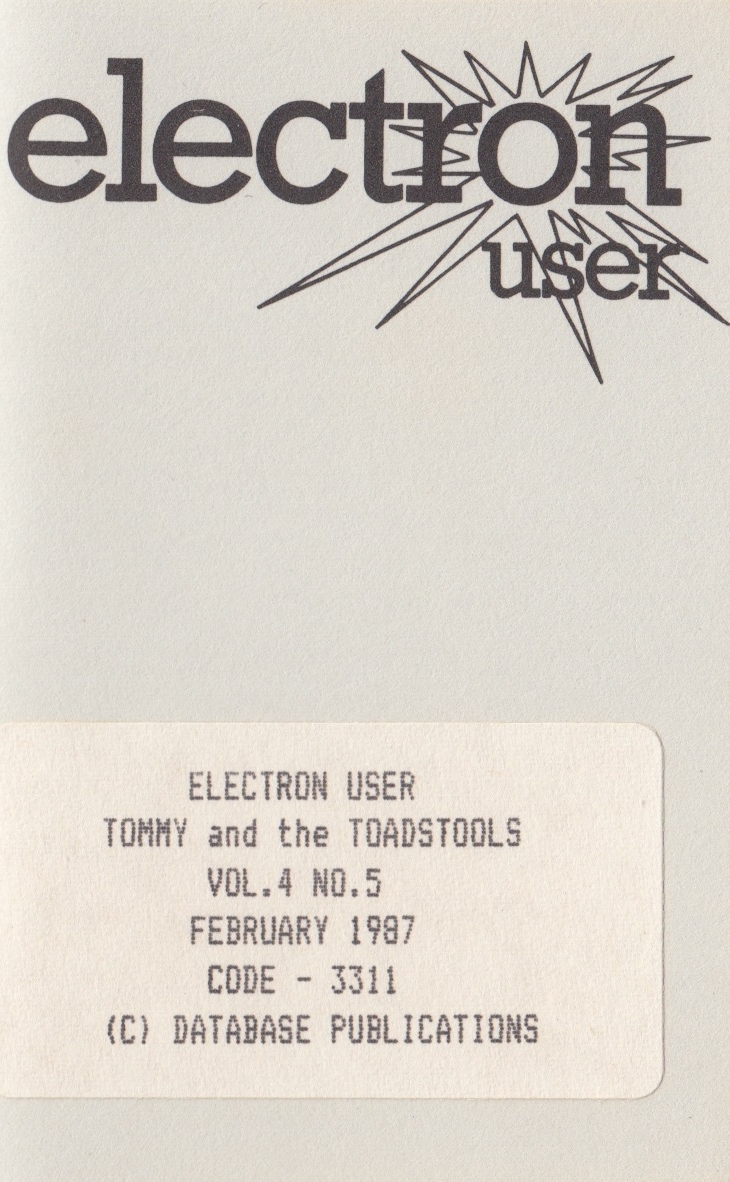 electron
user
ELECTRON USER
TOMMY and the TOADSTOOLS
VOL.4 NO.5
FEBRUARY 1987
CODE - 3311
(C) DATABASE PUBLICATIONS